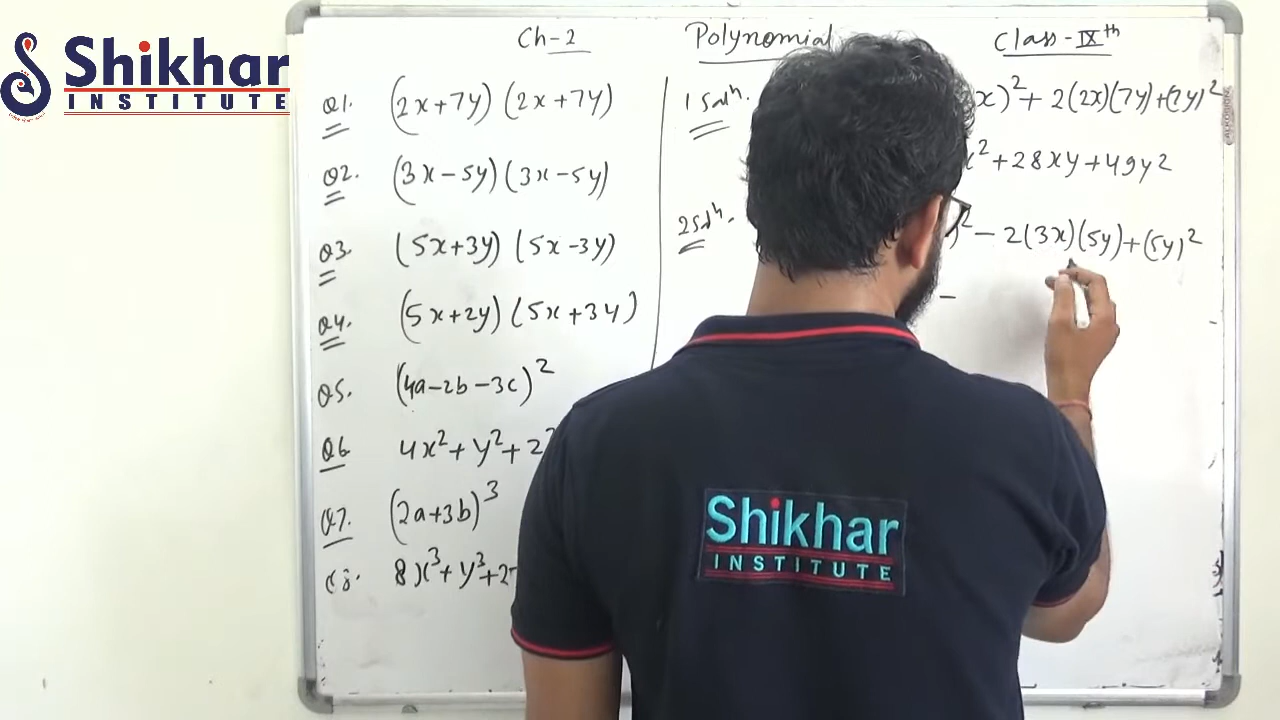 Shikhar
INSTITUTE
Ch-2 Polynomial Class-IXth
Q1. (2x+7y) (2x+7y)
Q2. (3x-5y) (3x-5y)
Q3. (5x+3y) (5x-3y)
Q4. (5x+2y) (5x+3y)
Q5. (4a-2b-3c)²
Q6 4x²+y²+z²
Q7. (2a+3b)³
8x³+y³+27
1 Solⁿ. x)²+ 2(2x)(7y)+(7y)²
x²+28xy+49y²
2 Solⁿ. )²- 2(3x)(5y)+(5y)²
-
Shikhar
INSTITUTE